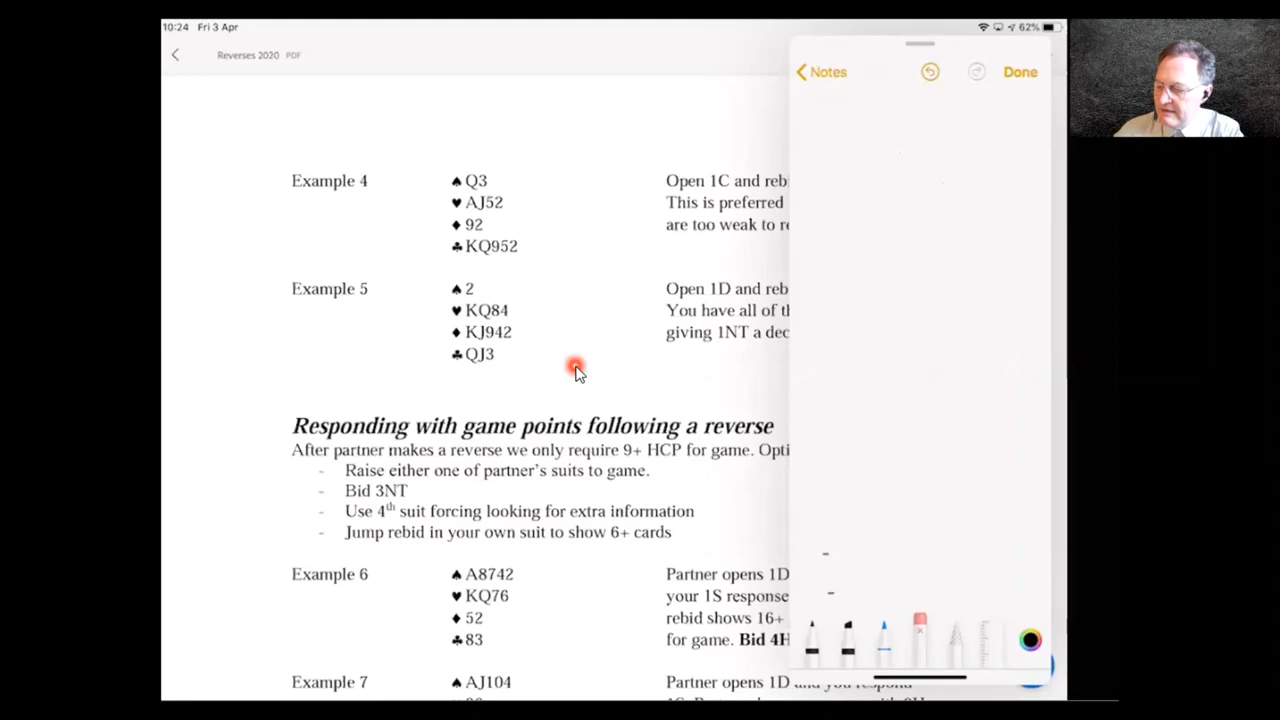 10:24 Fri 3 Apr
62%
Reverses 2020 PDF
Notes
Done
Example 4
♠ Q3
♥ AJ52
♦ 92
♣ KQ952
Open 1C and rebi
This is preferred
are too weak to re
Example 5
♠ 2
♥ KQ84
♦ KJ942
♣ QJ3
Open 1D and reb
You have all of th
giving 1NT a dec
Responding with game points following a reverse
After partner makes a reverse we only require 9+ HCP for game. Opti
- Raise either one of partner's suits to game.
- Bid 3NT
- Use 4th suit forcing looking for extra information
- Jump rebid in your own suit to show 6+ cards
Example 6
♠ A8742
♥ KQ76
♦ 52
♣ 83
Partner opens 1D
your 1S response
rebid shows 16+
for game. Bid 4H
Example 7
♠ AJ104
Partner opens 1D and you respond